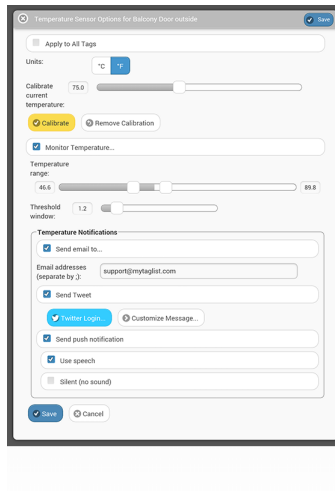 Temperature Sensor Options for Balcony Door outside
Save
Apply to All Tags
Units:
°C °F
Calibrate
current
temperature:
75.0
Calibrate Remove Calibration
Monitor Temperature...
Temperature
range:
46.6 89.8
Threshold
window:
1.2
Temperature Notifications
Send email to...
Email addresses
(separate by ;):
support@mytaglist.com
Send Tweet
Twitter Login... Customize Message...
Send push notification
Use speech
Silent (no sound)
Save Cancel